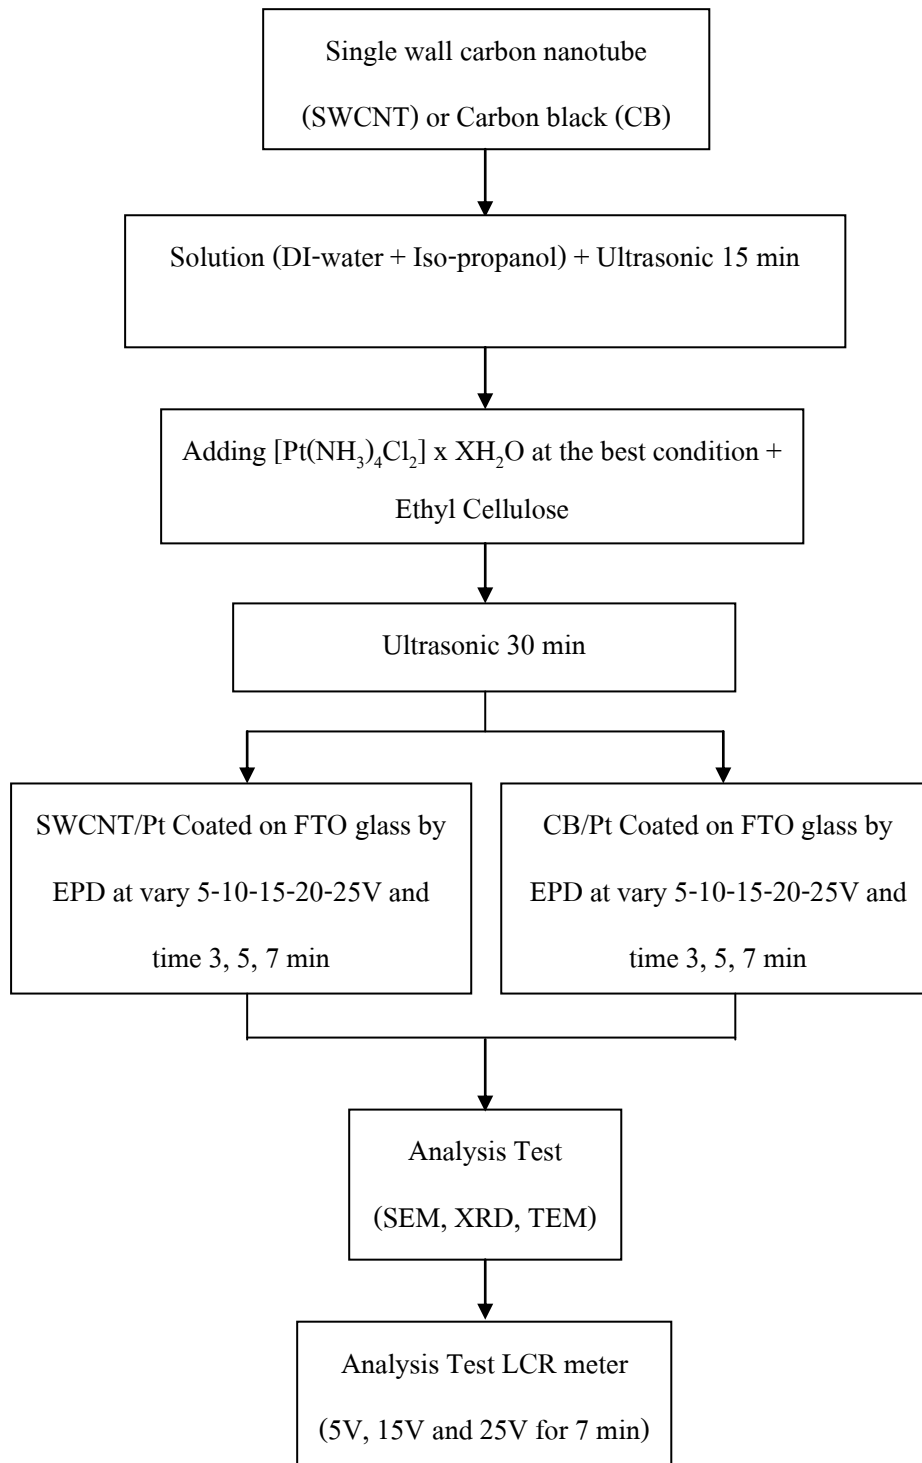 Single wall carbon nanotube
(SWCNT) or Carbon black (CB)
Solution (DI-water + Iso-propanol) + Ultrasonic 15 min
Adding [Pt(NH₃)₄Cl₂] x XH₂O at the best condition +
Ethyl Cellulose
Ultrasonic 30 min
SWCNT/Pt Coated on FTO glass by
EPD at vary 5-10-15-20-25V and
time 3, 5, 7 min
CB/Pt Coated on FTO glass by
EPD at vary 5-10-15-20-25V and
time 3, 5, 7 min
Analysis Test
(SEM, XRD, TEM)
Analysis Test LCR meter
(5V, 15V and 25V for 7 min)